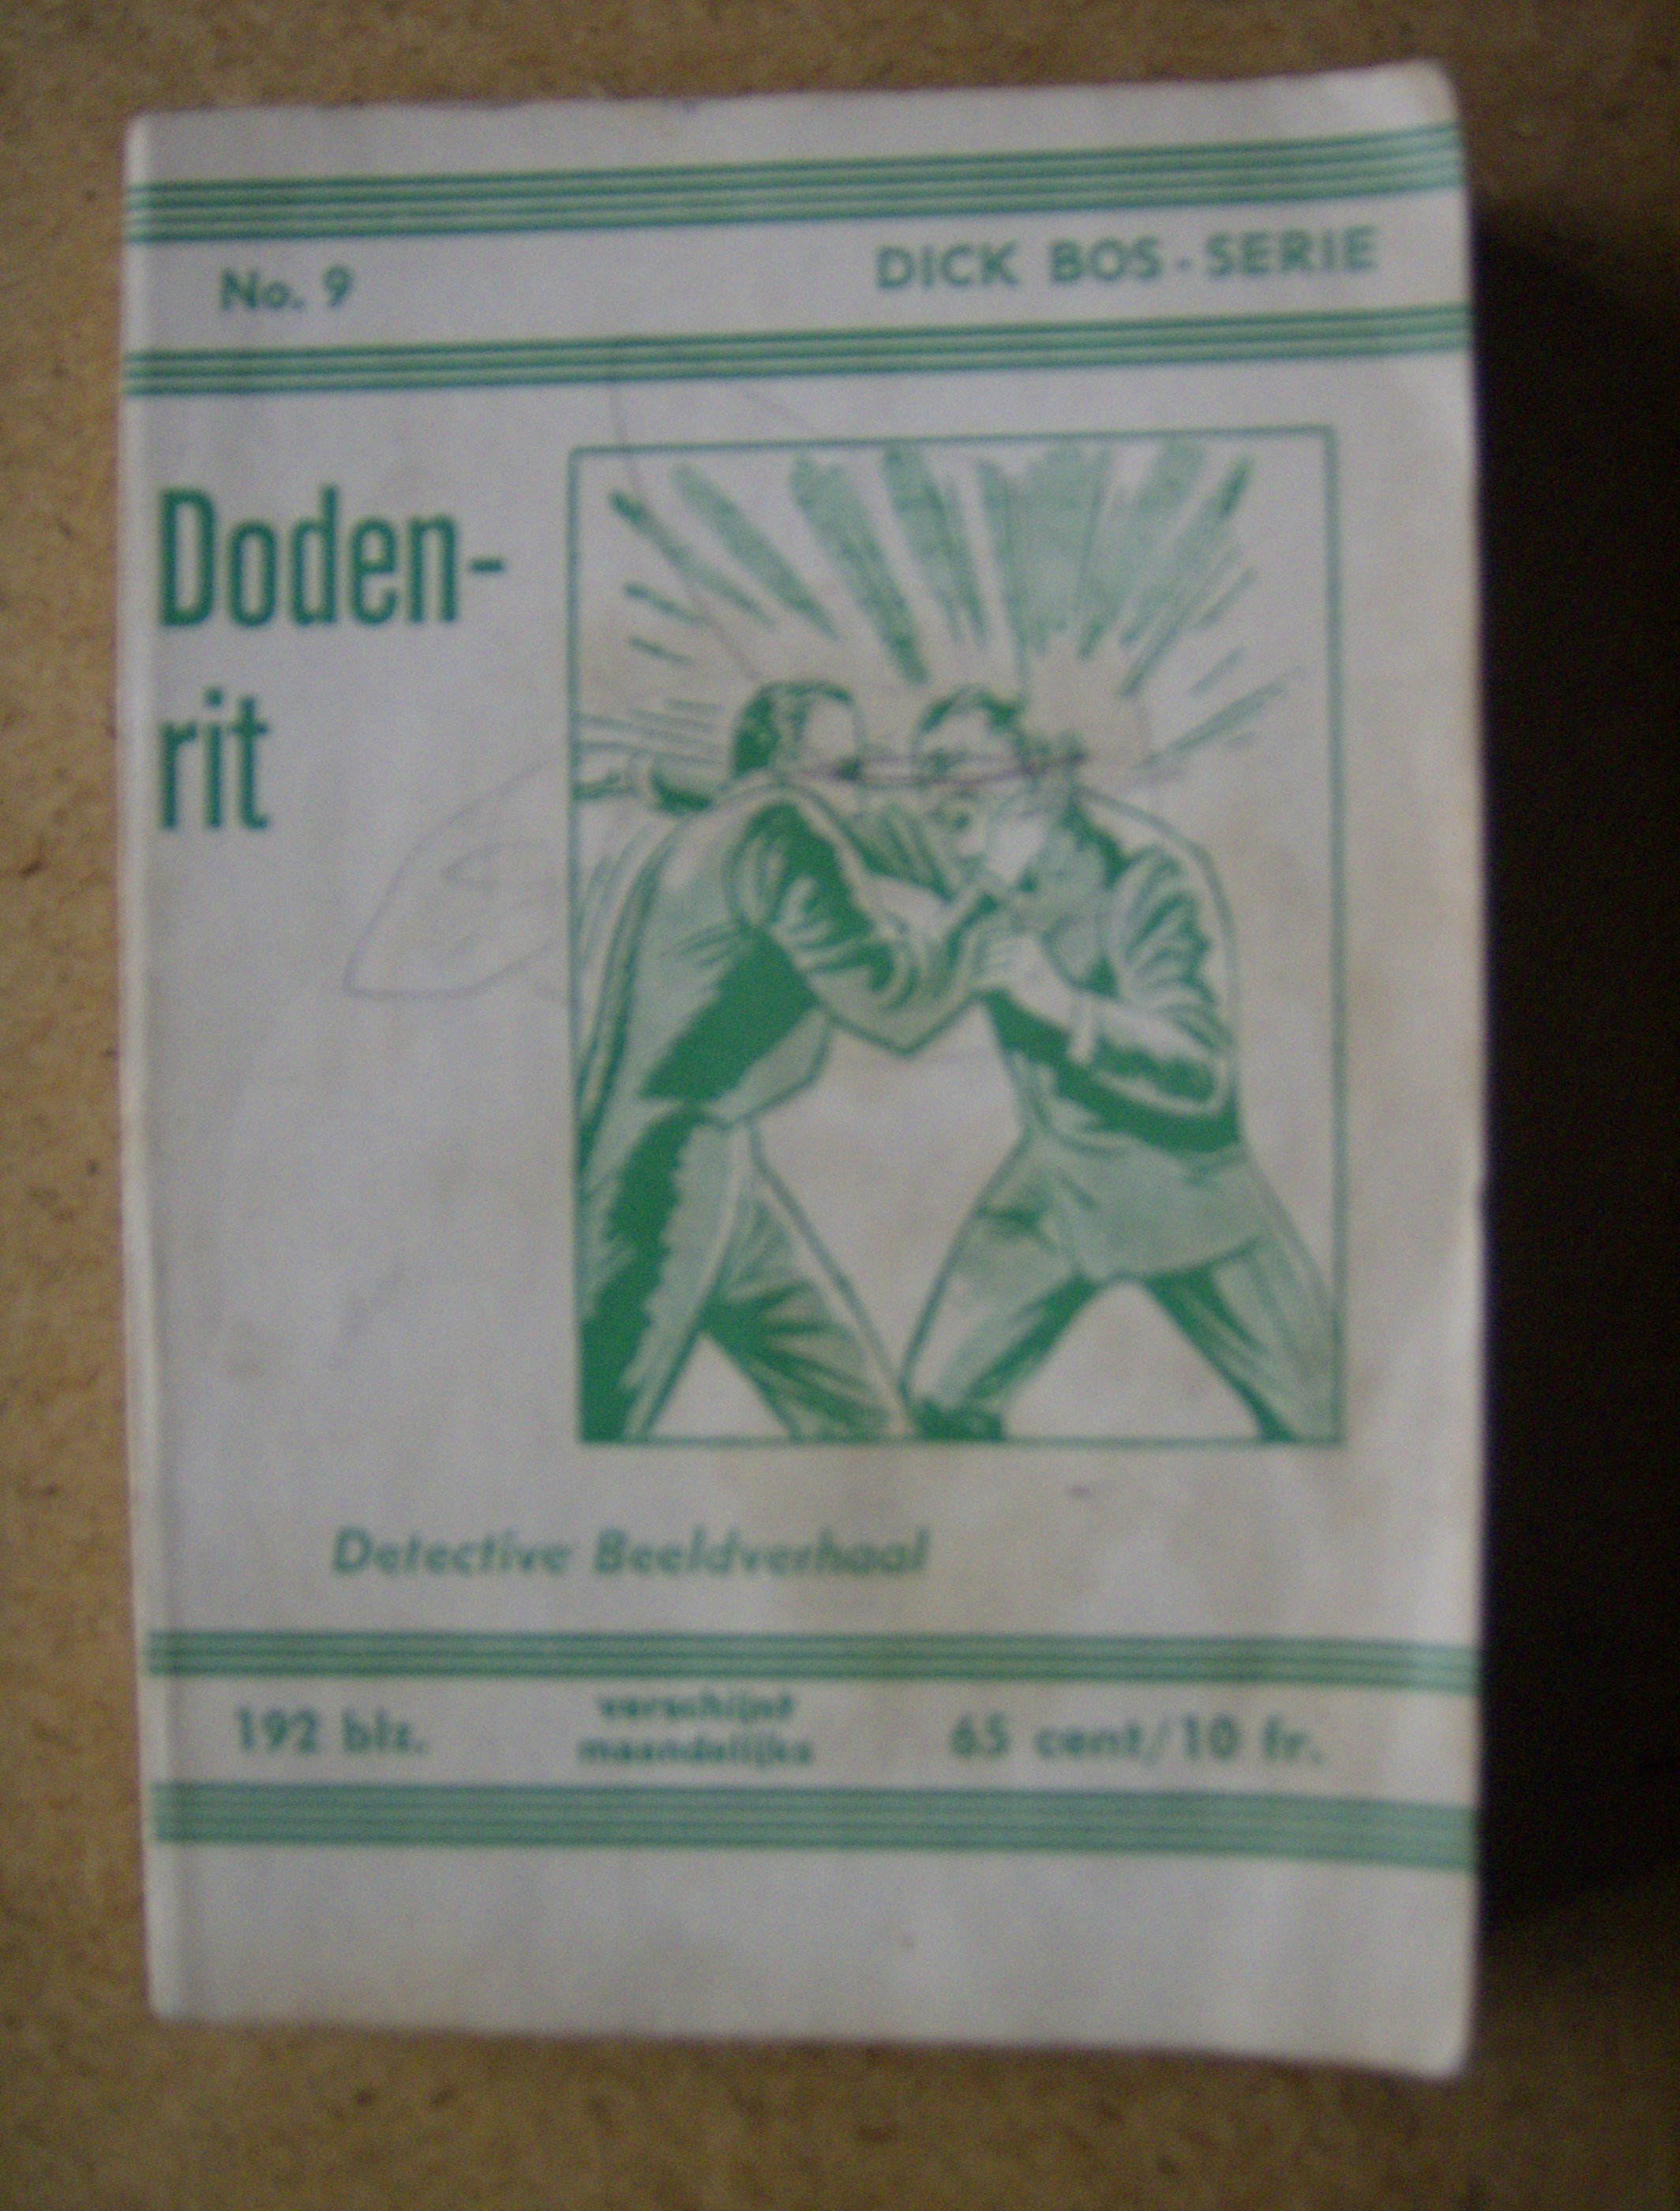 No. 9
DICK BOS - SERIE
Doden-
rit
Detective Beeldverhaal
192 blz.
verschijnt
maandelijks
65 cent/10 fr.